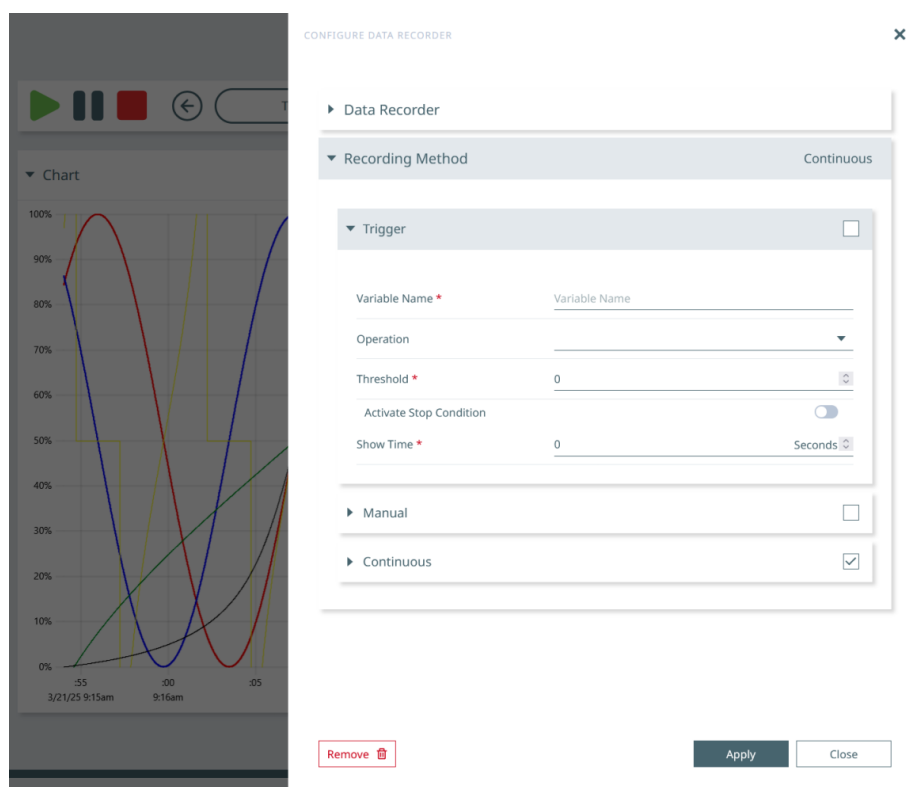 CONFIGURE DATA RECORDER
T
Data Recorder
Recording Method Continuous
Chart
Trigger
100%
90%
80%
70%
60%
50%
40%
30%
20%
10%
0%
:55 :00 :05
3/21/25 9:15am 9:16am
Variable Name * Variable Name
Operation
Threshold * 0
Activate Stop Condition
Show Time * 0 Seconds
Manual
Continuous
Remove Apply Close